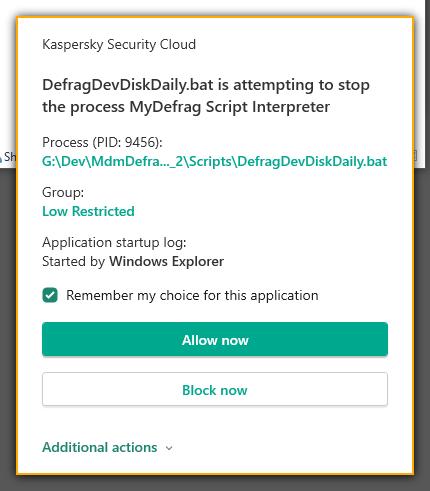 Kaspersky Security Cloud
DefragDevDiskDaily.bat is attempting to stop
the process MyDefrag Script Interpreter
Process (PID: 9456):
G:\Dev\MdmDefra..._2\Scripts\DefragDevDiskDaily.bat
Sh
Group:
Low Restricted
Application startup log:
Started by Windows Explorer
Remember my choice for this application
Allow now
Block now
Additional actions